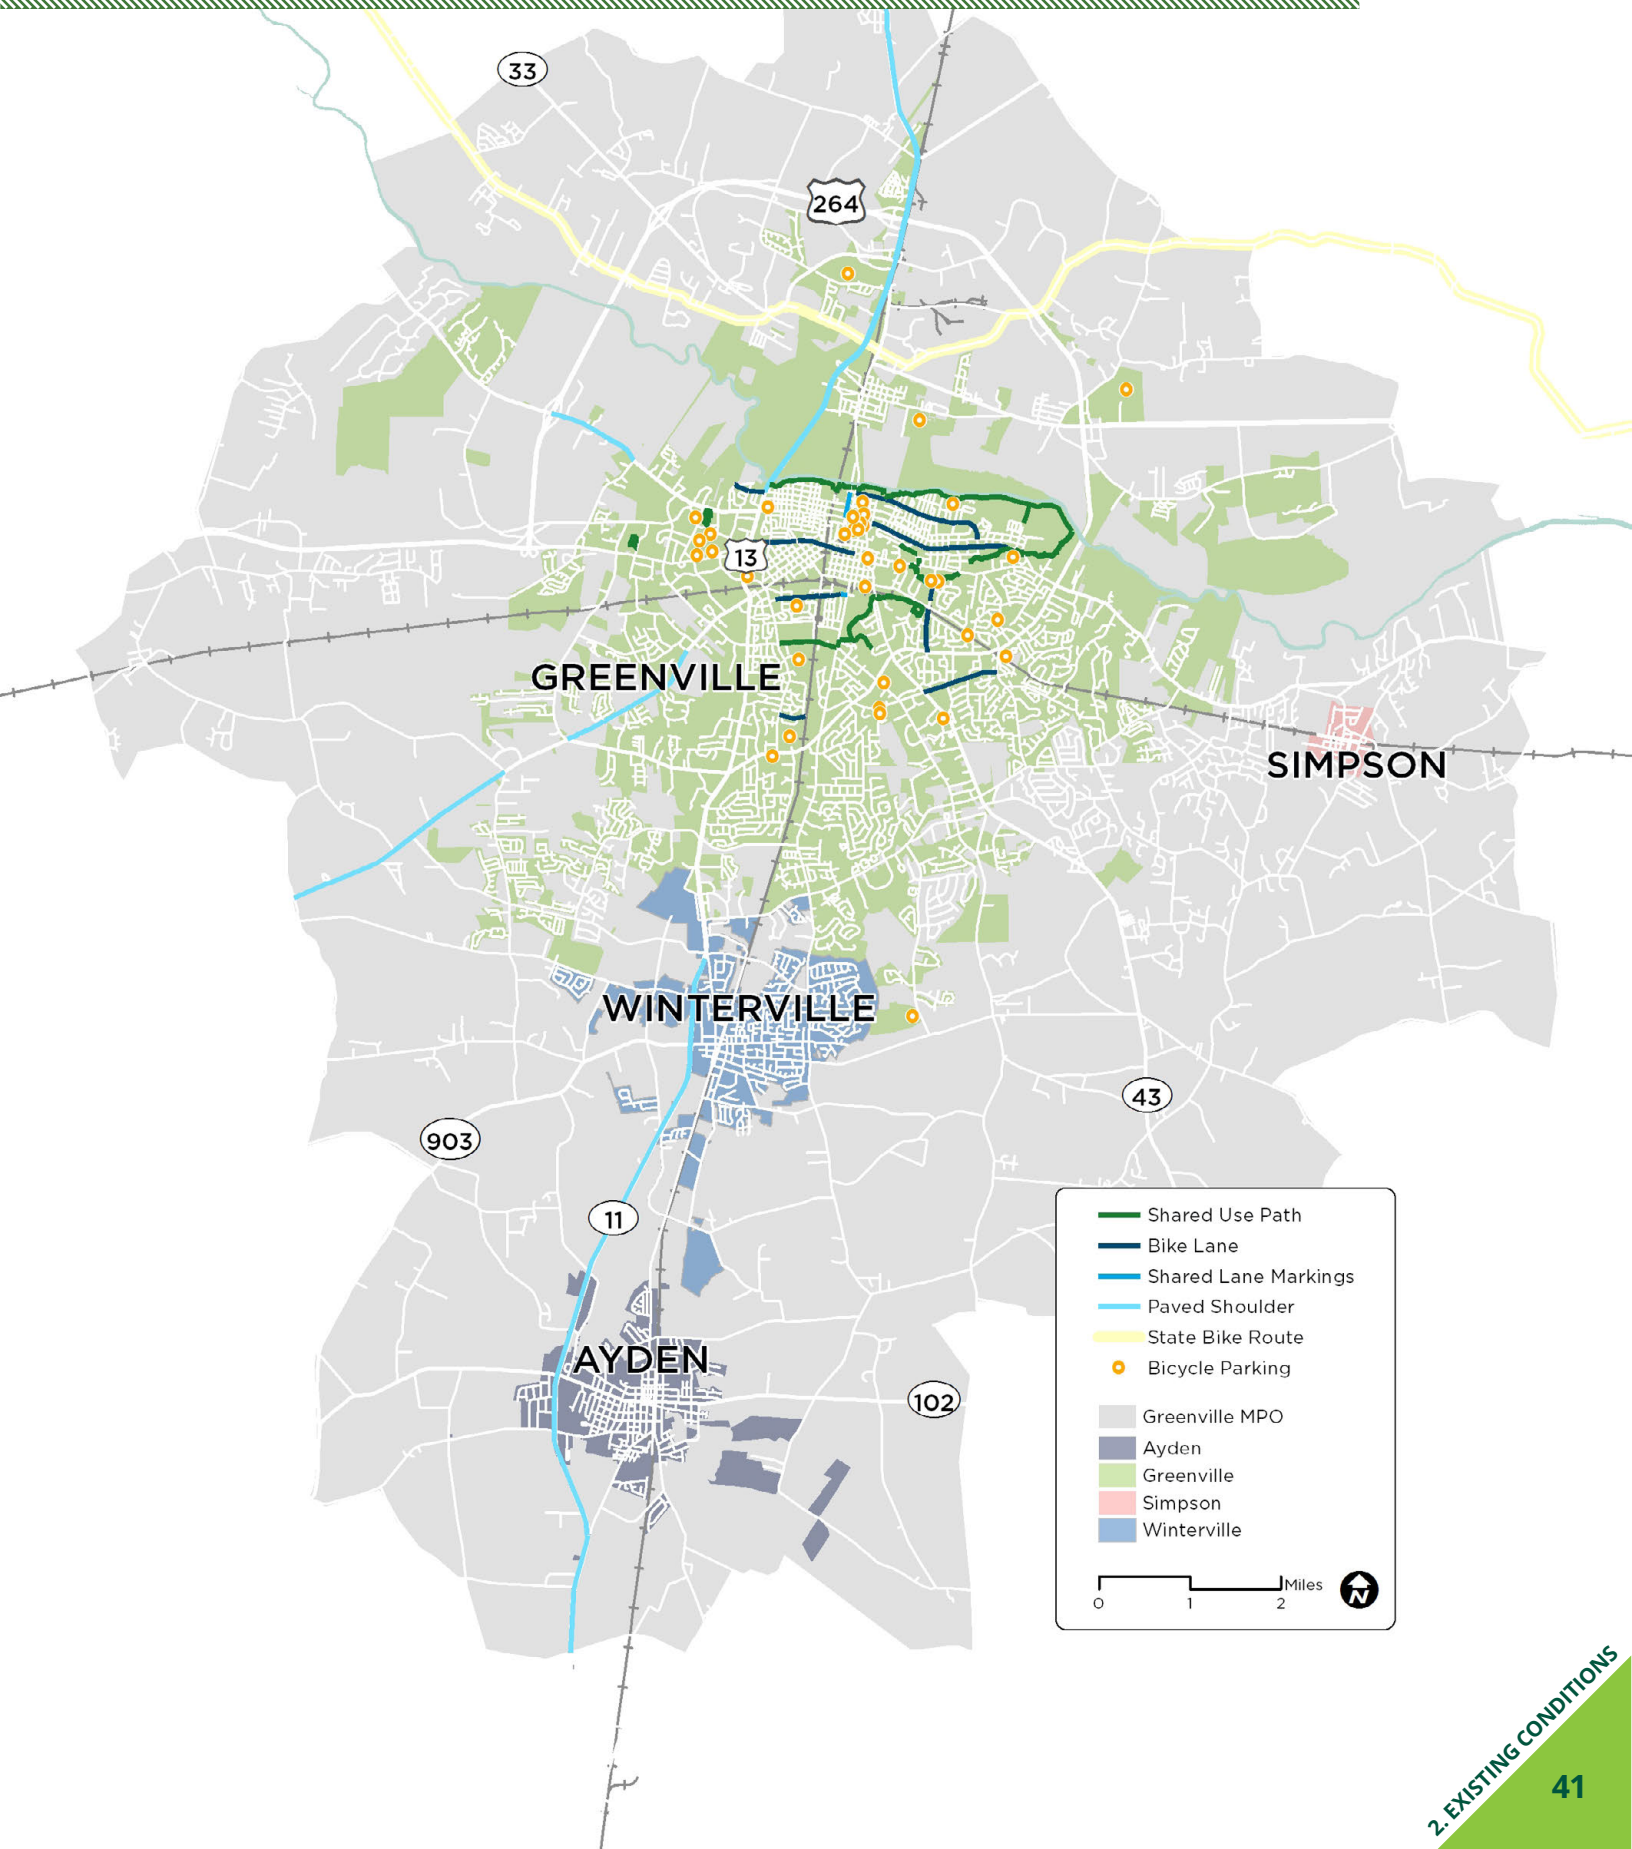 33
264
13
GREENVILLE
SIMPSON
WINTERVILLE
43
903
11
AYDEN
102
Shared Use Path
Bike Lane
Shared Lane Markings
Paved Shoulder
State Bike Route
Bicycle Parking
Greenville MPO
Ayden
Greenville
Simpson
Winterville
Miles
0 1 2
N
2. EXISTING CONDITIONS
41